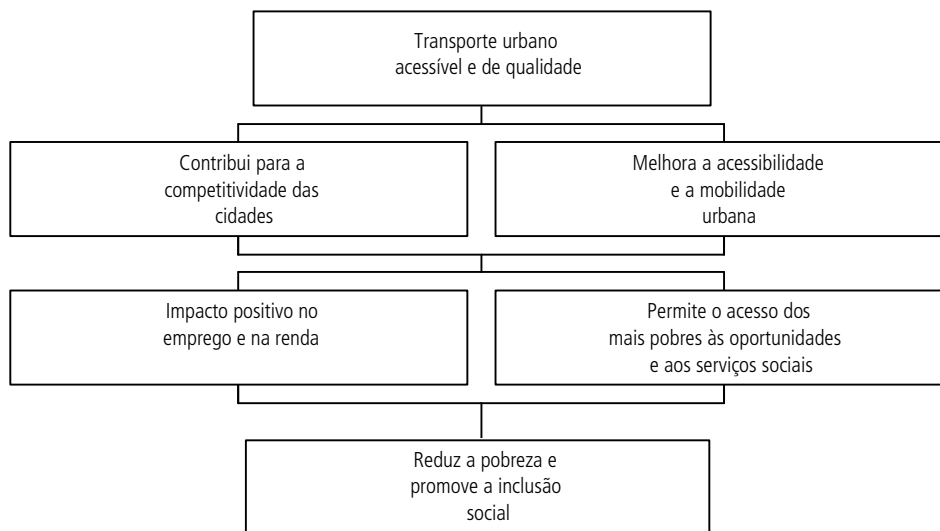 Transporte urbano
acessível e de qualidade
Contribui para a
competitividade das
cidades
Melhora a acessibilidade
e a mobilidade
urbana
Impacto positivo no
emprego e na renda
Permite o acesso dos
mais pobres às oportunidades
e aos serviços sociais
Reduz a pobreza e
promove a inclusão
social